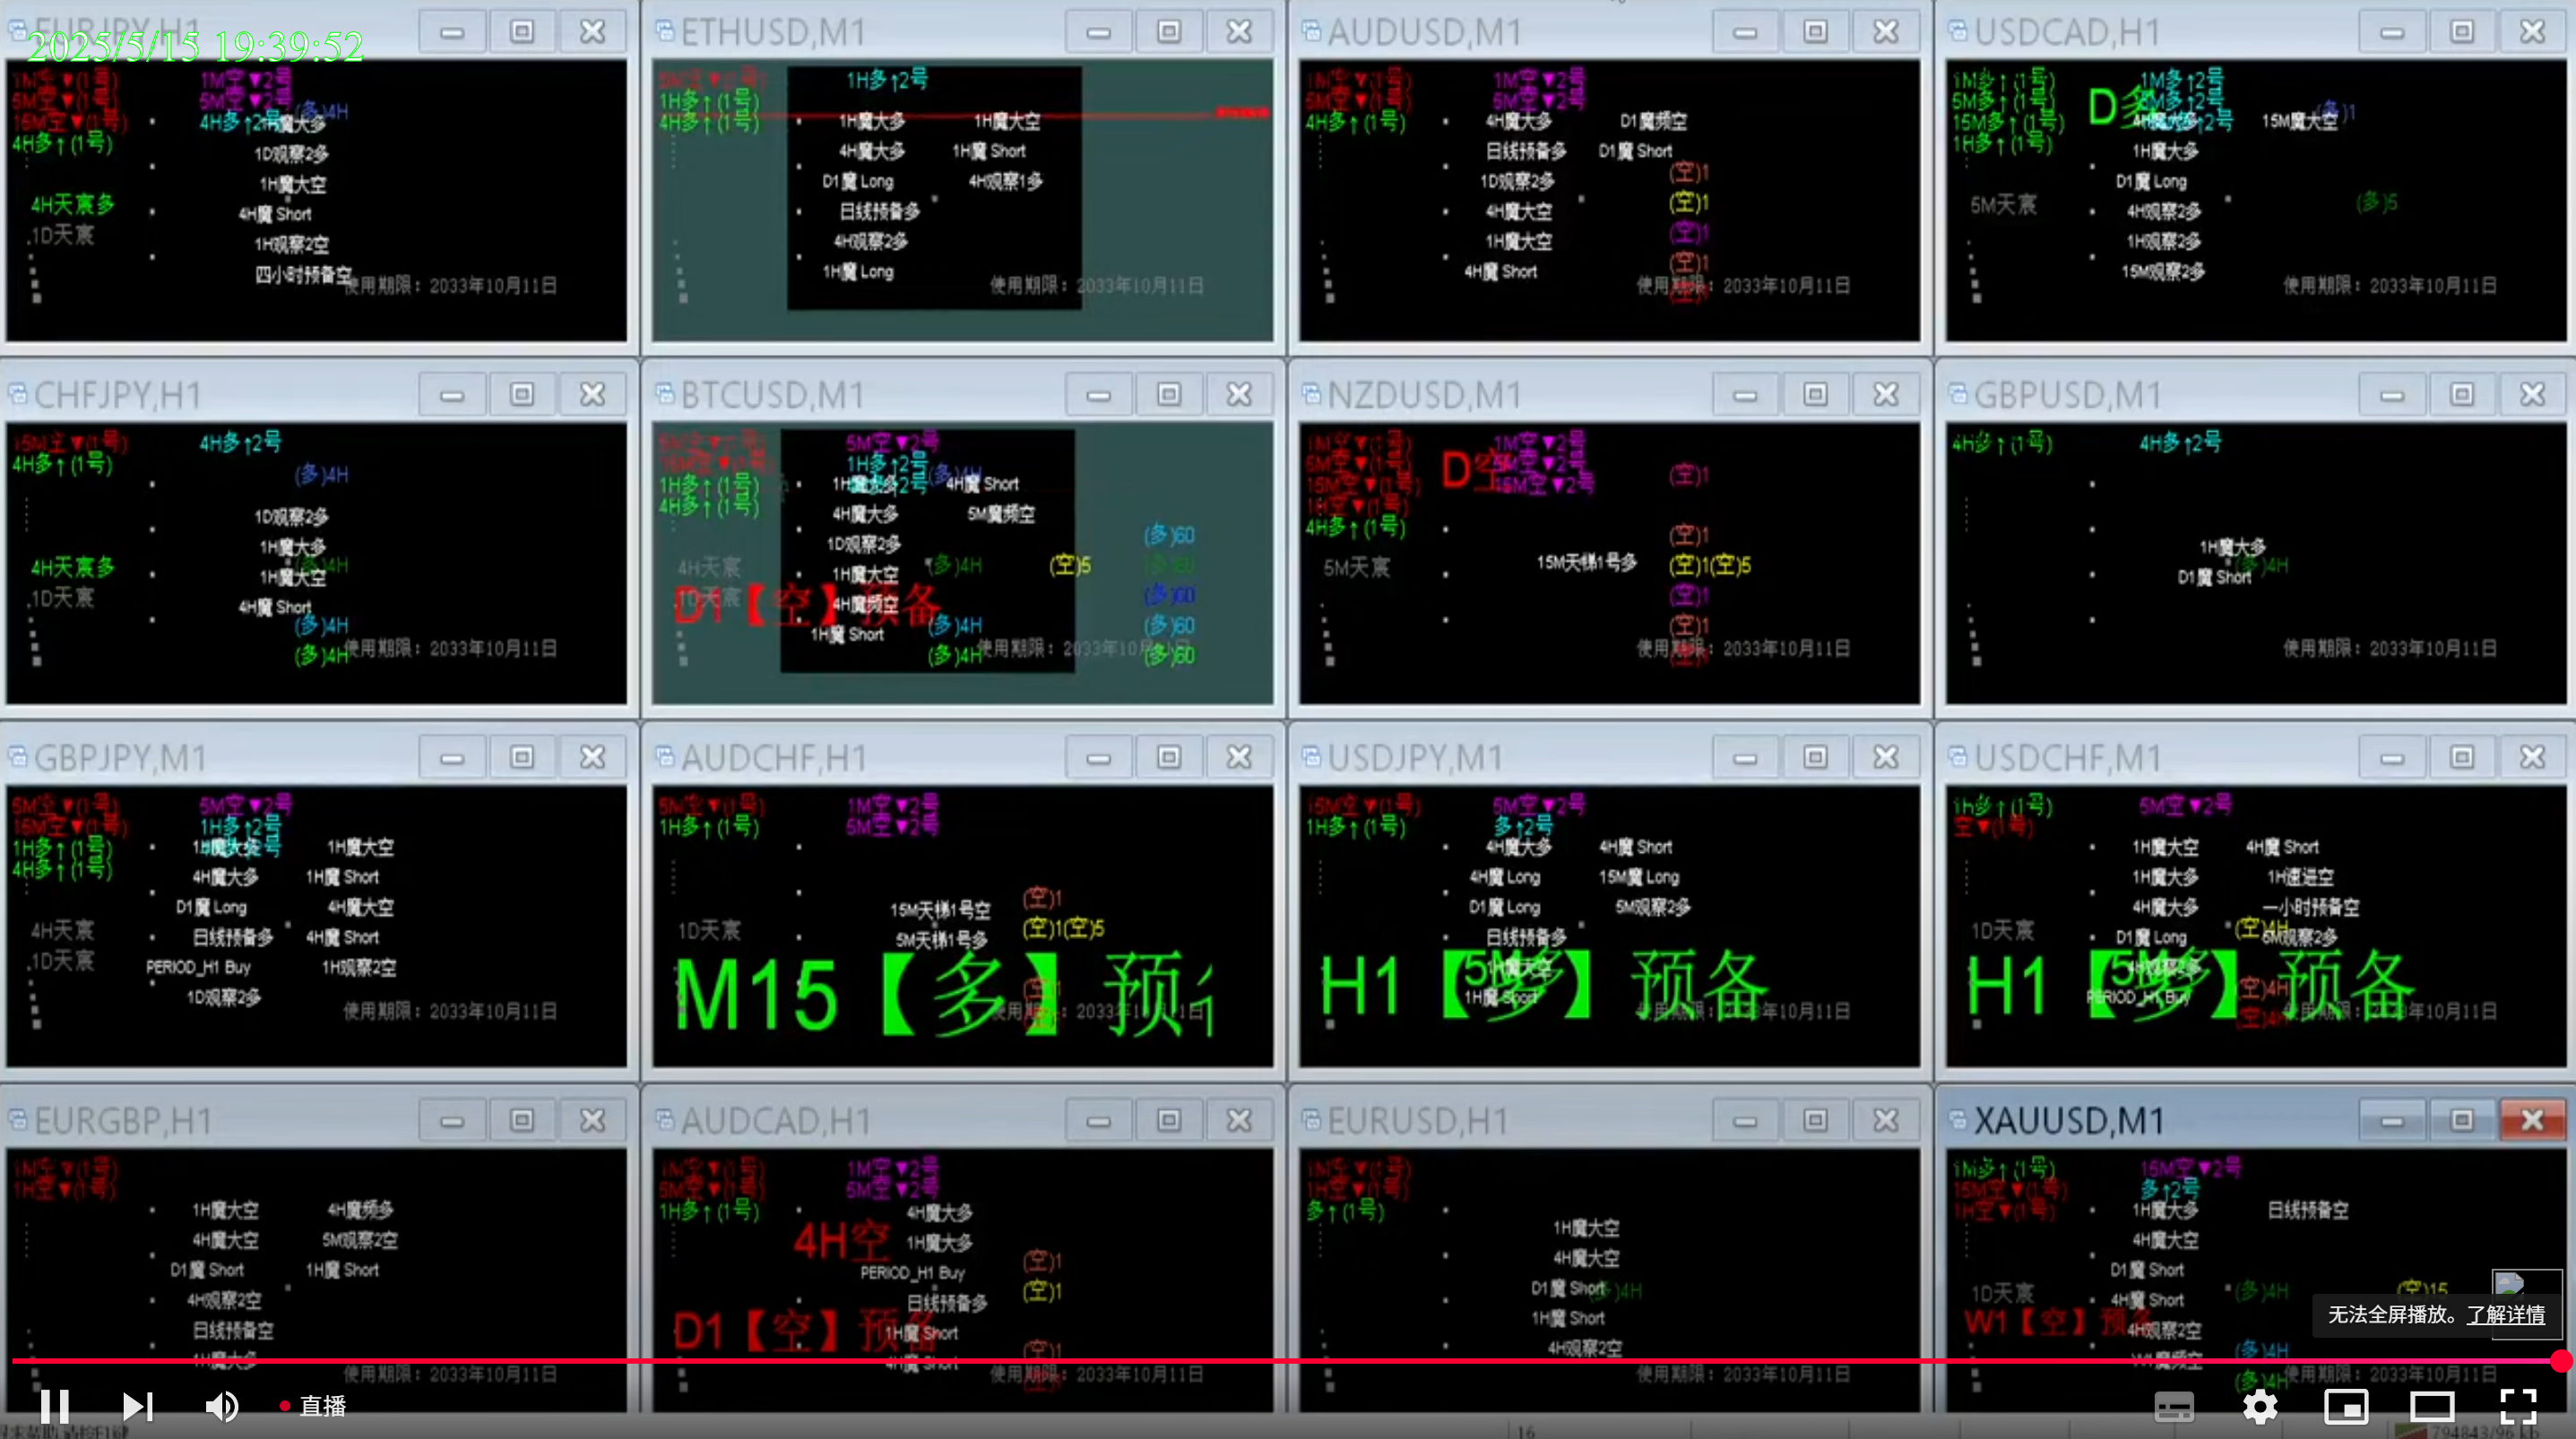 EURJPY,H1
2025/5/15 19:39:52
1M空▼(1号) 1M空▼2号
5M空▼(1号) 5M空▼2号 (多)4H
15M空▼(1号) 4H多↑2号 1H魔大多
4H多↑(1号)
1D观察2多
1H魔大空
4H天宸多 4H魔 Short
.1D天宸 1H观察2空
四小时预备空
使用期限：2033年10月11日
ETHUSD,M1
1H多↑2号
1H多↑(1号)
4H多↑(1号) 1H魔大多 1H魔大空
4H魔大多 1H魔 Short
D1魔 Long 4H观察1多
日线预备多
4H观察2多
1H魔 Long
使用期限：2033年10月11日
AUDUSD,M1
1M空▼(1号) 1M空▼2号
5M空▼(1号) 5M空▼2号
4H多↑(1号) 4H魔大多 D1魔频空
日线预备多 D1魔 Short
1D观察2多 (空)1
4H魔大空 (空)1
1H魔大空 (空)1
4H魔 Short (空)1
使用期限：2033年10月11日
USDCAD,H1
1M多↑(1号) 1M多↑2号
5M多↑(1号) D多 5M多↑2号 (多)1
15M多↑(1号) 4H魔大多 15M魔大空
1H多↑(1号) 1H魔大多
D1魔 Long
5M天宸 4H观察2多 (多)5
1H观察2多
15M观察2多
使用期限：2033年10月11日
CHFJPY,H1
15M空▼(1号) 4H多↑2号
4H多↑(1号) (多)4H
1D观察2多
1H魔大多
4H天宸多 (多)4H
1H魔大空
.1D天宸 4H魔 Short
(多)4H
(多)4H 使用期限：2033年10月11日
BTCUSD,M1
5M空▼(1号) 5M空▼2号
15M空▼(1号) 1H多↑2号 (多)4H
1H多↑(1号) 1H魔大多 4H魔 Short
4H多↑(1号) 4H魔大多 5M魔频空
1D观察2多 (多)60
4H天宸 1H魔大空 (多)4H (空)5 (多)60
.1D天宸 4H魔频空 (多)60
D1【空】预备
1H魔 Short (多)4H (多)60
(多)4H 使用期限：2033年10月11日 (多)60
NZDUSD,M1
1M空▼(1号) 1M空▼2号
5M空▼(1号) D空 5M空▼2号 (空)1
15M空▼(1号) 15M空▼2号
1H空▼(1号)
4H多↑(1号) (空)1
5M天宸 15M天梯1号多 (空)1(空)5
(空)1
(空)1
使用期限：2033年10月11日
GBPUSD,M1
4H多↑(1号) 4H多↑2号
1H魔大多
(多)4H
D1魔 Short
使用期限：2033年10月11日
GBPJPY,M1
5M空▼(1号) 5M空▼2号
15M空▼(1号) 1H多↑2号
1H多↑(1号) 1H魔大多 1H魔大空
4H多↑(1号) 4H魔大多 1H魔 Short
D1魔 Long 4H魔大空
4H天宸 日线预备多 4H魔 Short
.1D天宸 PERIOD_H1 Buy 1H观察2空
1D观察2多
使用期限：2033年10月11日
AUDCHF,H1
5M空▼(1号) 1M空▼2号
1H多↑(1号) 5M空▼2号
15M天梯1号空 (空)1
1D天宸 5M天梯1号多 (空)1(空)5
M15【多】预
使用期限：2033年10月11日
USDJPY,M1
15M空▼(1号) 5M空▼2号
1H多↑(1号) 多↑2号
4H魔大多 4H魔 Short
4H魔 Long 15M魔 Long
D1魔 Long 5M观察2多
日线预备多
H1【多】预备
5M多
1H魔大空
1H魔 Short
使用期限：2033年10月11日
USDCHF,M1
1H多↑(1号) 5M空▼2号
空▼(1号)
1H魔大空 4H魔 Short
1H魔大多 1H速进空
4H魔大多 一小时预备空
1D天宸 D1魔 Long (空)4H 5M观察2多
H1【多】预备
5M多
PERIOD_H1 Buy (空)4H
(空)4H 使用期限：2033年10月11日
EURGBP,H1
1M空▼(1号)
1H空▼(1号)
1H魔大空 4H魔频多
4H魔大空 5M观察2空
D1魔 Short 1H魔 Short
4H观察2空
日线预备空
1H魔大多
使用期限：2033年10月11日
AUDCAD,H1
1M空▼(1号) 1M空▼2号
5M空▼(1号) 5M空▼2号
1H多↑(1号) 4H魔大多
4H空 1H魔大多
PERIOD_H1 Buy (空)1
日线预备多 (空)1
D1【空】预备
1H魔 Short
4H魔 Short (空)1
使用期限：2033年10月11日
EURUSD,H1
1M空▼(1号)
1H空▼(1号)
多↑(1号)
1H魔大空
4H魔大空
D1魔 Short (多)4H
1H魔 Short
4H观察2空
使用期限：2033年10月11日
XAUUSD,M1
1M多↑(1号) 15M空▼2号
15M空▼(1号) 多↑2号
1H空▼(1号) 1H魔大多 日线预备空
4H魔大空
D1魔 Short
1D天宸 4H魔 Short (多)4H (空)15
W1【空】预备
4H观察2空
W1魔频空 (多)4H
(多)4H 使用期限：2033年10月11日
无法全屏播放。了解详情
直播
16
794843/96 kb